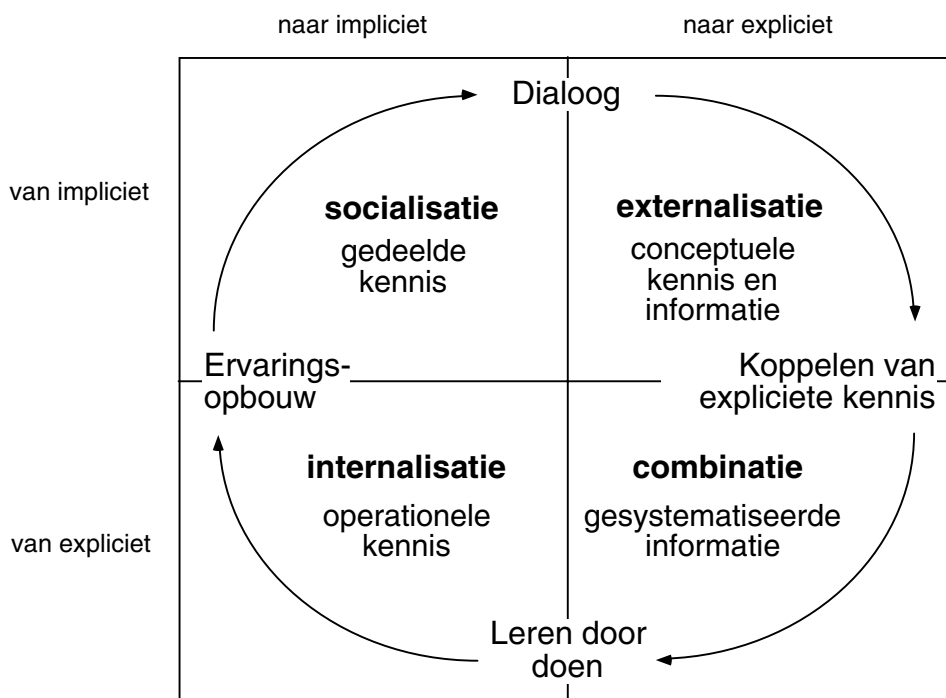 naar impliciet
naar expliciet
Dialoog
van impliciet
socialisatie
gedeelde
kennis
externalisatie
conceptuele
kennis en
informatie
Ervarings-
opbouw
Koppelen van
expliciete kennis
internalisatie
operationele
kennis
combinatie
gesystematiseerde
informatie
van expliciet
Leren door
doen